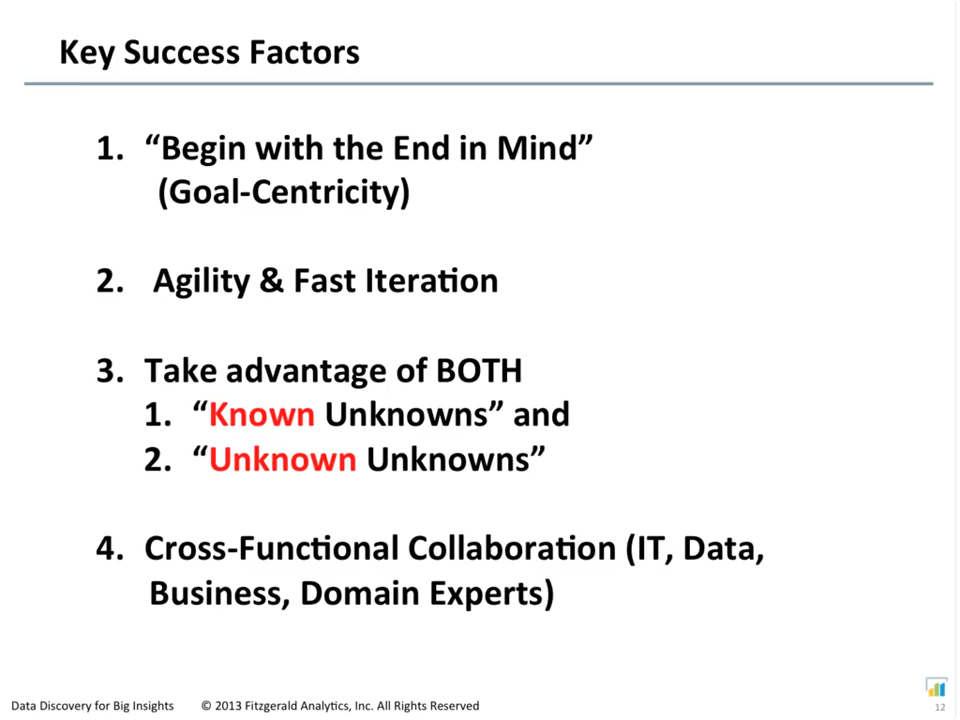 Key Success Factors
1. “Begin with the End in Mind”
(Goal-Centricity)
2. Agility & Fast Iteration
3. Take advantage of BOTH
1. “Known Unknowns” and
2. “Unknown Unknowns”
4. Cross-Functional Collaboration (IT, Data,
Business, Domain Experts)
Data Discovery for Big Insights © 2013 Fitzgerald Analytics, Inc. All Rights Reserved
12